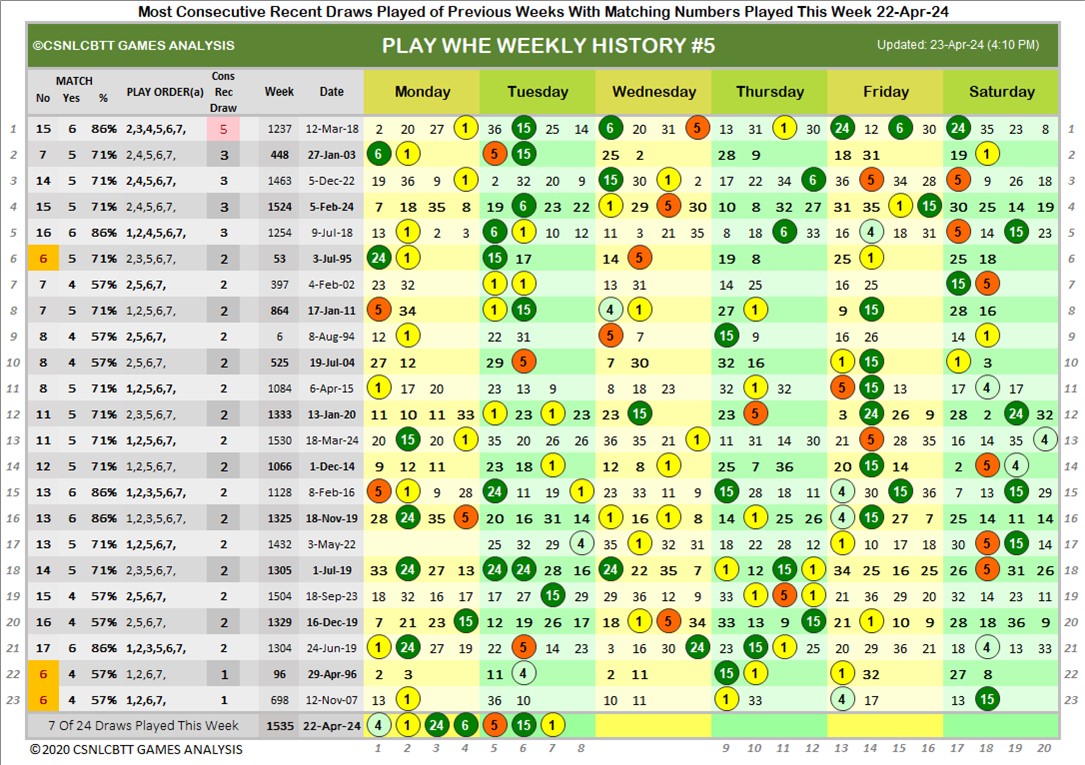 Most Consecutive Recent Draws Played of Previous Weeks With Matching Numbers Played This Week 22-Apr-24
©CSNLCBTT GAMES ANALYSIS PLAY WHE WEEKLY HISTORY #5 Updated: 23-Apr-24 (4:10 PM)
MATCH Cons
No Yes % PLAY ORDER(a) Rec Week Date Monday Tuesday Wednesday Thursday Friday Saturday
Draw
1 15 6 86% 2,3,4,5,6,7, 5 1237 12-Mar-18 2 20 27 1 36 15 25 14 6 20 31 5 13 31 1 30 24 12 6 30 24 35 23 8 1
2 7 5 71% 2,4,5,6,7, 3 448 27-Jan-03 6 1 5 15 25 2 28 9 18 31 19 1 2
3 14 5 71% 2,4,5,6,7, 3 1463 5-Dec-22 19 36 9 1 2 32 20 9 15 30 1 2 17 22 34 6 36 5 34 28 5 9 26 18 3
4 15 5 71% 2,4,5,6,7, 3 1524 5-Feb-24 7 18 35 8 19 6 23 22 1 29 5 30 10 8 32 27 31 35 1 15 30 25 14 19 4
5 16 6 86% 1,2,4,5,6,7, 3 1254 9-Jul-18 13 1 2 3 6 1 10 12 11 3 21 35 8 18 6 33 14 4 18 31 5 14 15 23 5
6 6 5 71% 2,3,5,6,7, 2 53 3-Jul-95 24 1 15 17 14 5 19 8 25 1 25 18 6
7 7 4 57% 2,5,6,7, 2 397 4-Feb-02 23 32 1 1 13 31 14 25 16 25 15 5 7
8 7 5 71% 1,2,5,6,7, 2 864 17-Jan-11 5 34 1 15 4 1 27 1 9 15 28 16 8
9 8 4 57% 2,5,6,7, 2 6 8-Aug-94 12 1 22 31 5 7 15 9 16 26 14 1 9
10 8 4 57% 2,5,6,7, 2 525 19-Jul-04 27 12 29 5 7 30 32 16 1 15 1 3 10
11 8 5 71% 1,2,5,6,7, 2 1084 6-Apr-15 1 17 20 23 13 9 8 18 23 32 1 32 5 15 13 17 4 17 11
12 11 5 71% 2,3,5,6,7, 2 1333 13-Jan-20 11 10 11 33 1 23 1 23 23 15 23 5 3 24 26 9 28 2 24 32 12
13 11 5 71% 1,2,5,6,7, 2 1530 18-Mar-24 20 15 20 1 35 20 26 26 36 35 21 1 11 31 14 30 21 5 28 35 16 14 35 4 13
14 12 5 71% 1,2,5,6,7, 2 1066 1-Dec-14 9 12 11 23 18 1 12 8 1 25 7 36 20 15 14 2 5 4 14
15 13 6 86% 1,2,3,5,6,7, 2 1128 8-Feb-16 5 1 9 28 24 11 19 1 23 33 11 9 15 28 18 11 4 30 15 36 7 13 15 29 15
16 13 6 86% 1,2,3,5,6,7, 2 1325 18-Nov-19 28 24 35 5 20 16 31 14 1 16 1 8 14 1 25 26 4 15 27 7 25 14 11 14 16
17 13 5 71% 1,2,5,6,7, 2 1432 3-May-22 25 32 29 4 35 1 32 31 18 22 28 12 1 10 17 18 30 5 15 14 17
18 14 5 71% 2,3,5,6,7, 2 1305 1-Jul-19 33 24 27 13 24 24 28 16 24 22 35 7 1 12 15 1 34 25 16 25 26 5 31 26 18
19 15 4 57% 2,5,6,7, 2 1504 18-Sep-23 18 32 16 17 17 27 15 29 29 36 12 9 33 1 5 1 21 36 29 20 32 14 23 11 19
20 16 4 57% 2,5,6,7, 2 1329 16-Dec-19 7 21 23 15 12 19 26 17 18 1 5 34 33 13 9 15 21 1 10 9 28 18 36 9 20
21 17 6 86% 1,2,3,5,6,7, 2 1304 24-Jun-19 1 24 27 19 22 5 14 23 3 16 30 24 23 15 1 25 20 29 36 21 18 4 13 33 21
22 6 4 57% 1,2,6,7, 1 96 29-Apr-96 2 3 11 4 2 11 15 1 1 32 27 8 22
23 6 4 57% 1,2,6,7, 1 698 12-Nov-07 13 1 36 10 10 11 1 33 4 17 13 15 23
7 Of 24 Draws Played This Week 1535 22-Apr-24 4 1 24 6 5 15 1
©2020 CSNLCBTT GAMES ANALYSIS 1 2 3 4 5 6 7 8 9 10 11 12 13 14 15 16 17 18 19 20